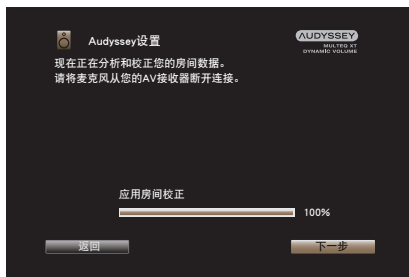 Audyssey设置
AUDYSSEY
MULTEQ XT
DYNAMIC VOLUME
现在正在分析和校正您的房间数据。
请将麦克风从您的AV接收器断开连接。
应用房间校正
100%
返回
下一步